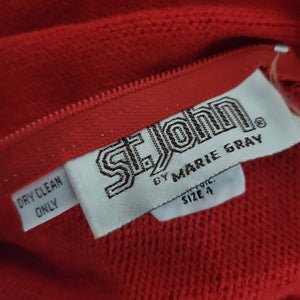 St. John®
BY MARIE GRAY
DRY CLEAN
ONLY
SIZE 4